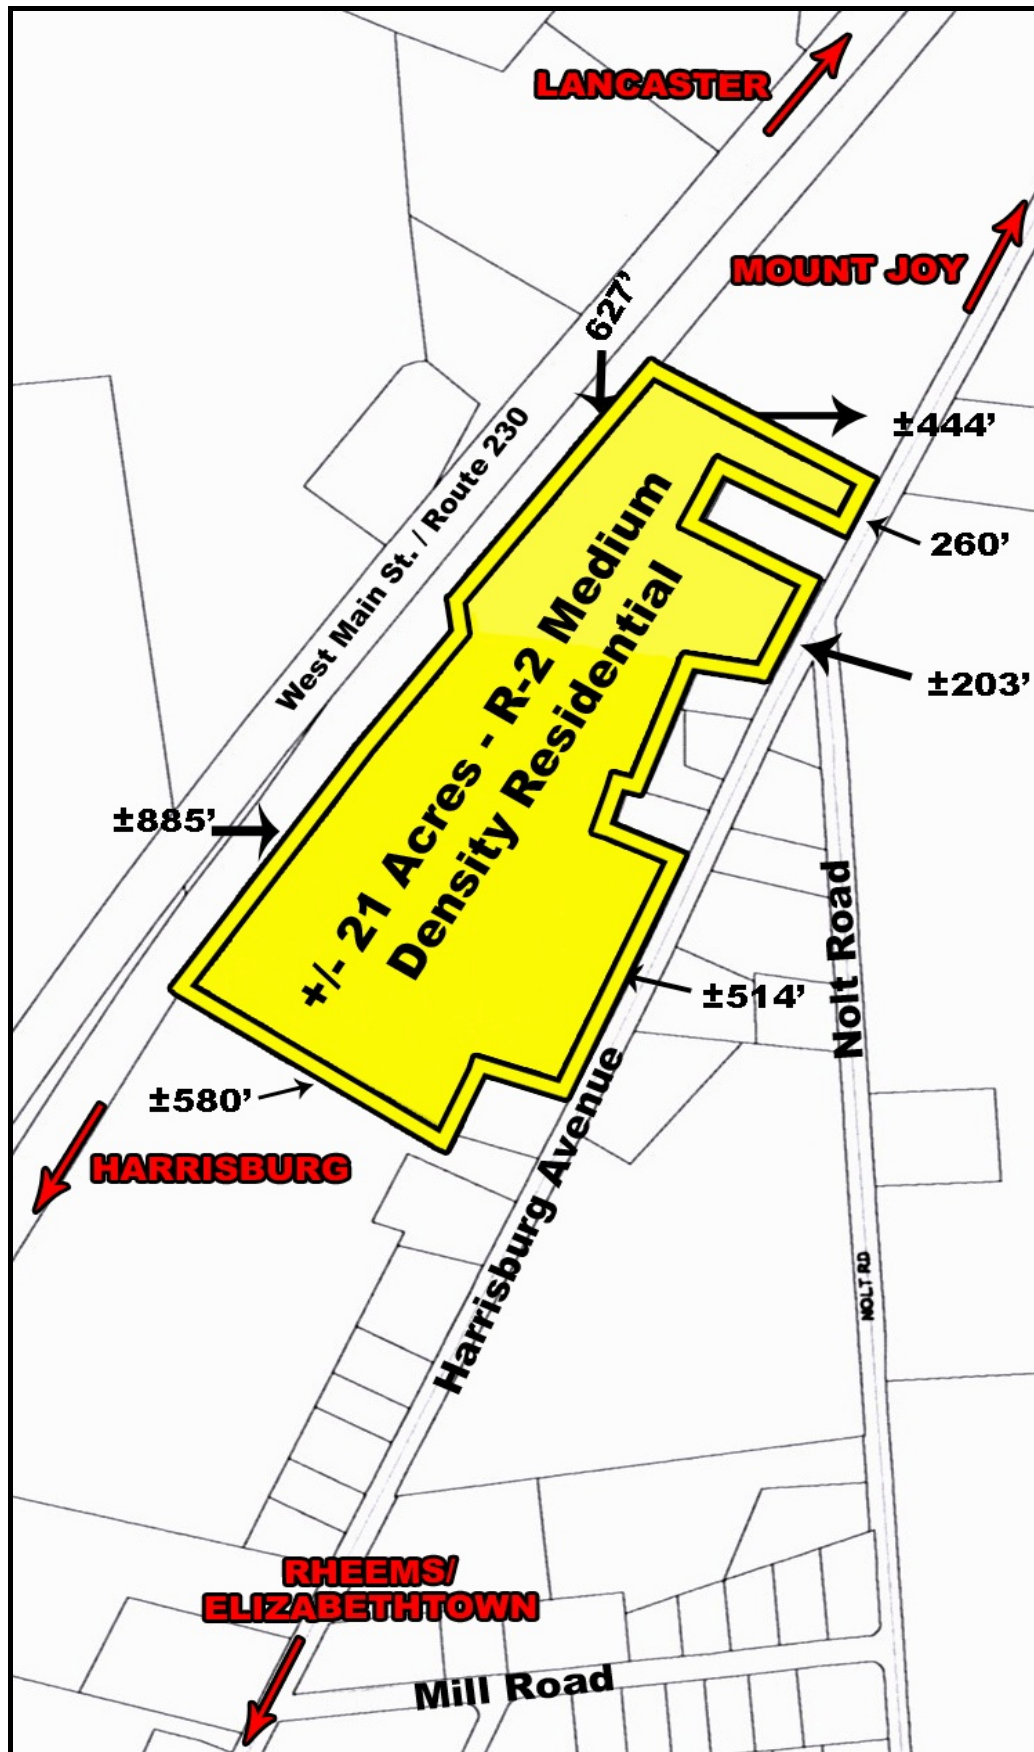 LANCASTER
MOUNT JOY
627’
±444’
West Main St. / Route 230
260’
+/- 21 Acres - R-2 Medium
Density Residential
±203’
±885’
Nolt Road
±514’
±580’
HARRISBURG
Harrisburg Avenue
NOLT RD
RHEEMS/
ELIZABETHTOWN
Mill Road